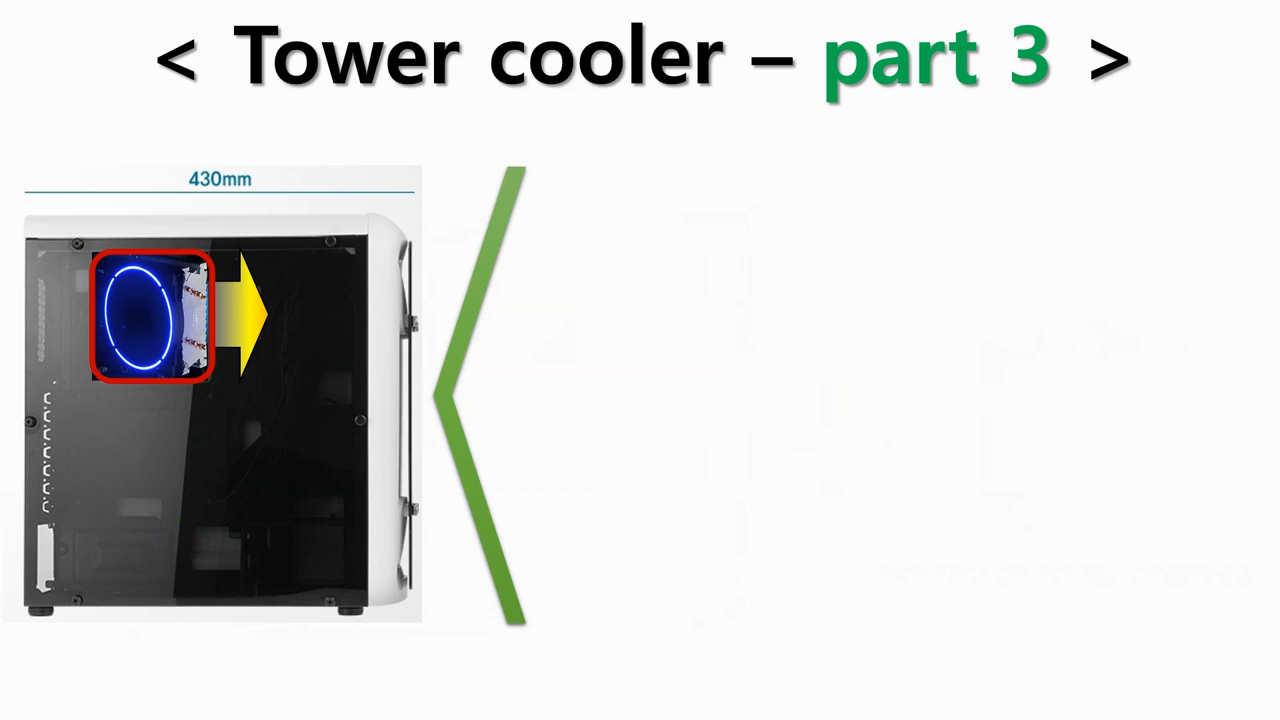 < Tower cooler – part 3 >
430mm